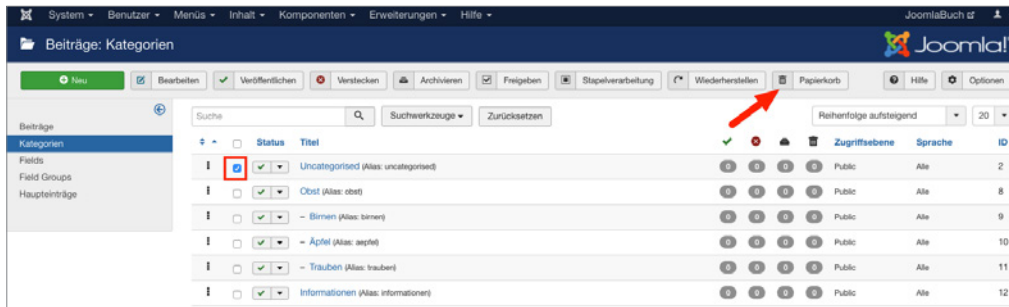 System Benutzer Menüs Inhalt Komponenten Erweiterungen Hilfe JoomlaBuch
Beiträge: Kategorien Joomla!
Neu Bearbeiten Veröffentlichen Verstecken Archivieren Freigeben Stapelverarbeitung Wiederherstellen Papierkorb Hilfe Optionen
Suche Suchwerkzeuge Zurücksetzen Reihenfolge aufsteigend 20
Beiträge
Kategorien
Fields
Field Groups
Haupteinträge
Status Titel Zugriffsebene Sprache ID
Uncategorised (Alias: uncategorised) 0 0 0 0 Public Alle 2
Obst (Alias: obst) 0 0 0 0 Public Alle 8
– Birnen (Alias: birnen) 0 0 0 0 Public Alle 9
– Äpfel (Alias: aepfel) 0 0 0 0 Public Alle 10
– Trauben (Alias: trauben) 0 0 0 0 Public Alle 11
Informationen (Alias: informationen) 0 0 0 0 Public Alle 12